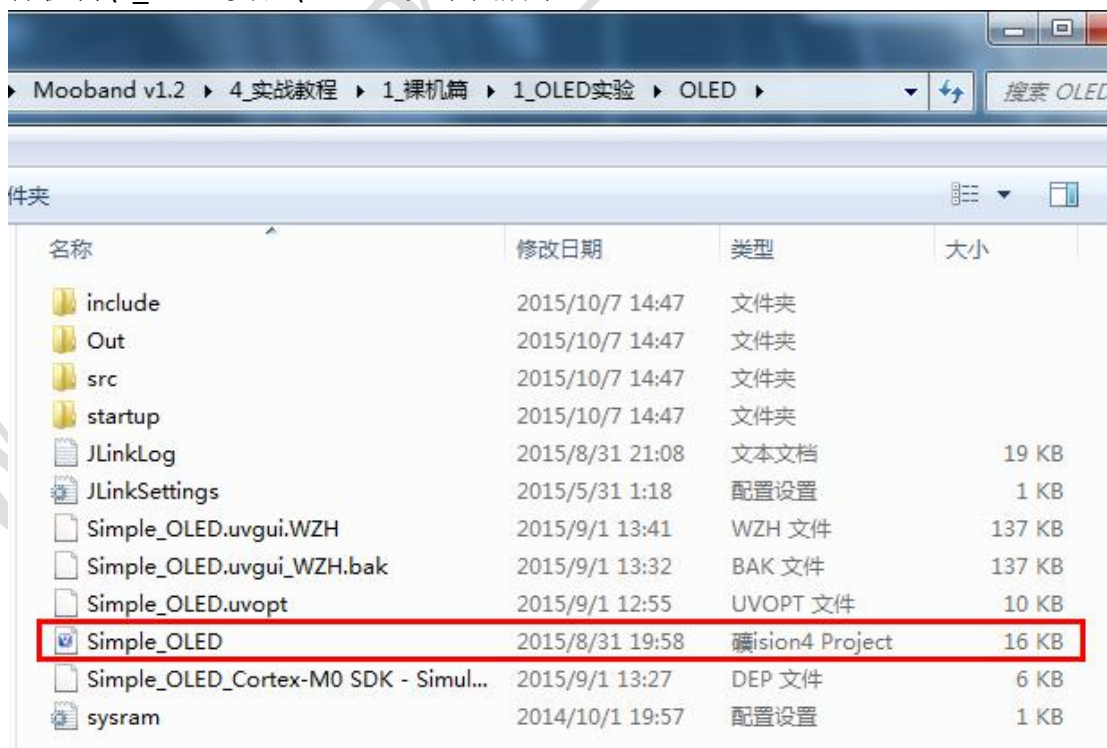 Mooband v1.2 ▸ 4_实战教程 ▸ 1_裸机篇 ▸ 1_OLED实验 ▸ OLED ▸ 搜索 OLED
件夹
名称 修改日期 类型 大小
include 2015/10/7 14:47 文件夹
Out 2015/10/7 14:47 文件夹
src 2015/10/7 14:47 文件夹
startup 2015/10/7 14:47 文件夹
JLinkLog 2015/8/31 21:08 文本文档 19 KB
JLinkSettings 2015/5/31 1:18 配置设置 1 KB
Simple_OLED.uvgui.WZH 2015/9/1 13:41 WZH 文件 137 KB
Simple_OLED.uvgui_WZH.bak 2015/9/1 13:32 BAK 文件 137 KB
Simple_OLED.uvopt 2015/9/1 12:55 UVOPT 文件 10 KB
Simple_OLED 2015/8/31 19:58 礦ision4 Project 16 KB
Simple_OLED_Cortex-M0 SDK - Simul... 2015/9/1 13:27 DEP 文件 6 KB
sysram 2014/10/1 19:57 配置设置 1 KB